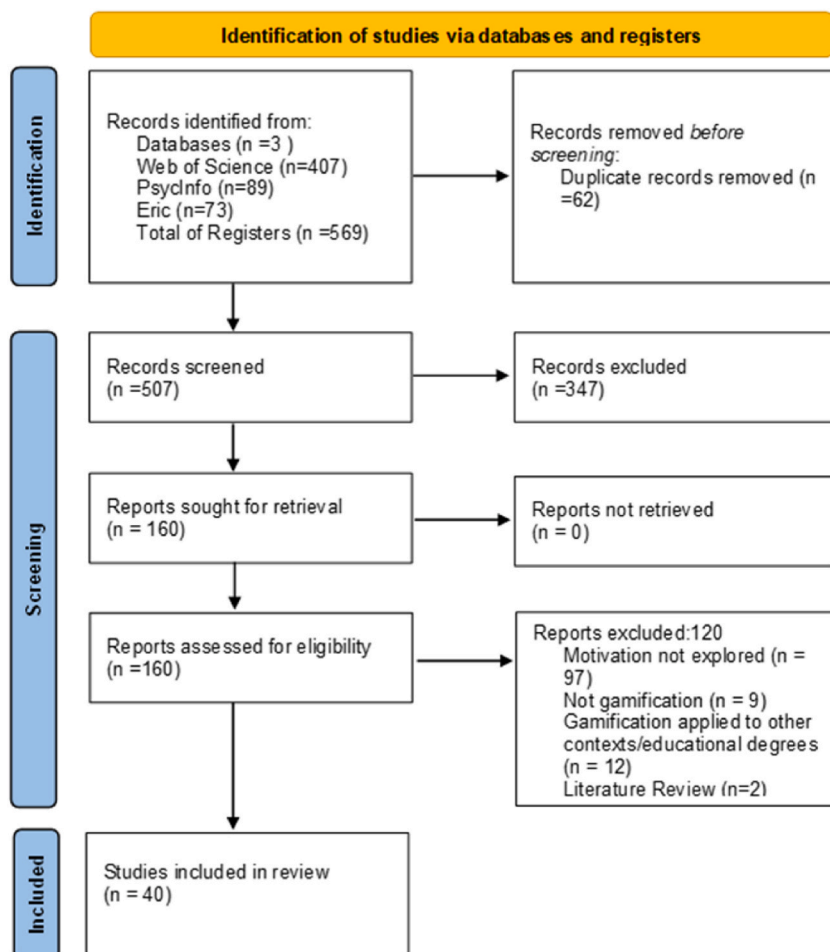 Identification of studies via databases and registers
Identification
Records identified from:
Databases (n =3 )
Web of Science (n=407)
PsycInfo (n=89)
Eric (n=73)
Total of Registers (n =569)
Records removed before
screening:
Duplicate records removed (n
=62)
Screening
Records screened
(n =507)
Records excluded
(n =347)
Reports sought for retrieval
(n = 160)
Reports not retrieved
(n = 0)
Reports assessed for eligibility
(n =160)
Reports excluded:120
Motivation not explored (n =
97)
Not gamification (n = 9)
Gamification applied to other
contexts/educational degrees
(n = 12)
Literature Review (n=2)
Included
Studies included in review
(n = 40)